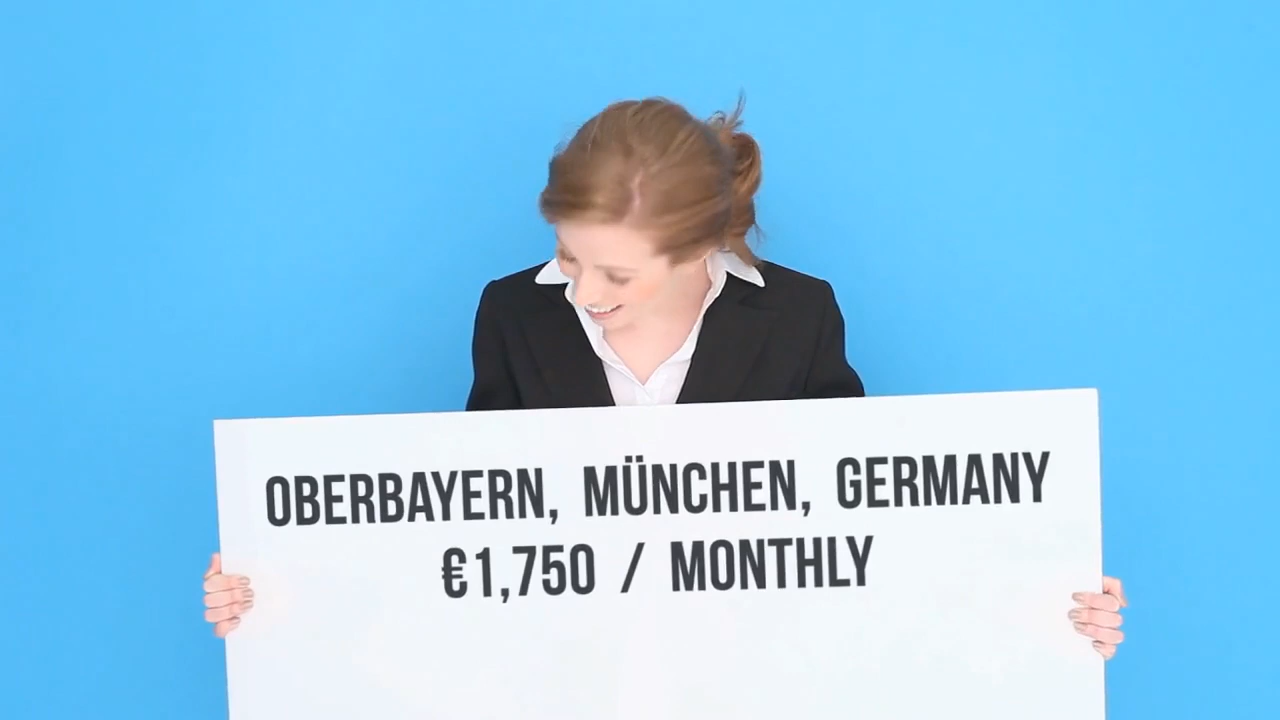 OBERBAYERN, MÜNCHEN, GERMANY
€1,750 / MONTHLY